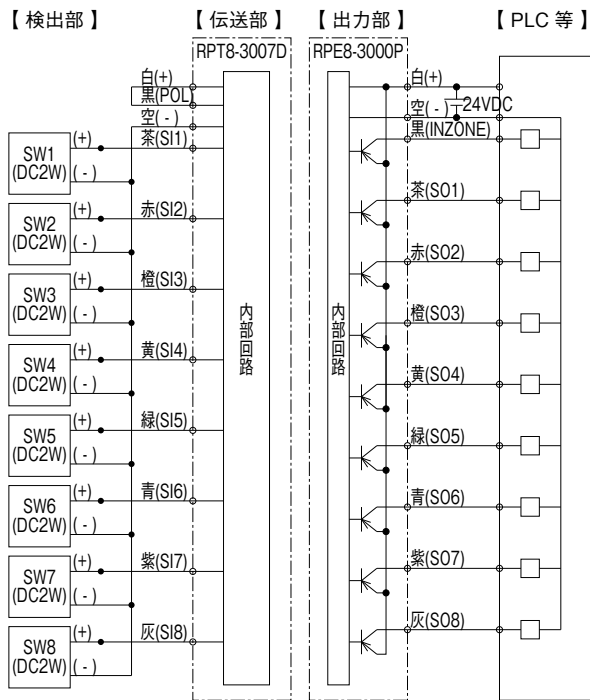 【 検出部 】 【 伝送部 】 【 出力部 】 【 PLC 等 】
RPT8-3007D RPE8-3000P
白(+)
黒(POL)
空( - )
茶(SI1)
赤(SI2)
橙(SI3)
黄(SI4)
緑(SI5)
青(SI6)
紫(SI7)
灰(SI8)
SW1
(DC2W)
(+)
( - )
SW2
(DC2W)
(+)
( - )
SW3
(DC2W)
(+)
( - )
SW4
(DC2W)
(+)
( - )
SW5
(DC2W)
(+)
( - )
SW6
(DC2W)
(+)
( - )
SW7
(DC2W)
(+)
( - )
SW8
(DC2W)
(+)
( - )
内部回路
内部回路
白(+)
24VDC
空( - )
黒(INZONE)
茶(SO1)
赤(SO2)
橙(SO3)
黄(SO4)
緑(SO5)
青(SO6)
紫(SO7)
灰(SO8)